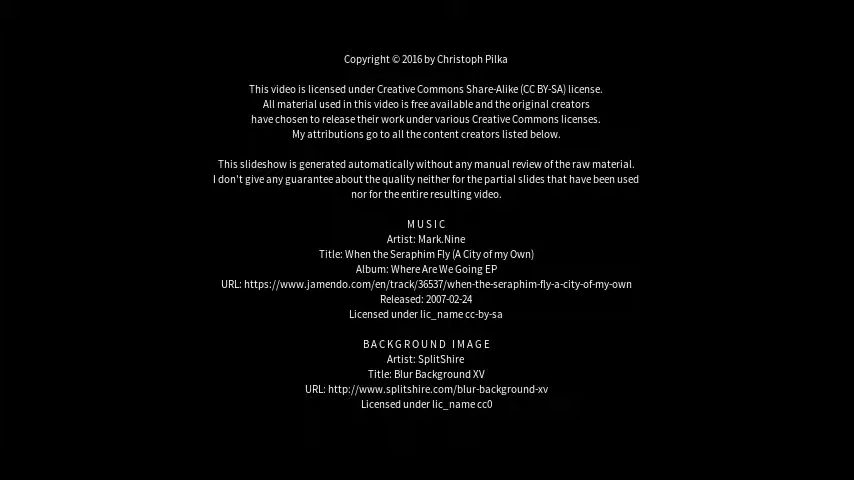 Copyright © 2016 by Christoph Pilka
This video is licensed under Creative Commons Share-Alike (CC BY-SA) license.
All material used in this video is free available and the original creators
have chosen to release their work under various Creative Commons licenses.
My attributions go to all the content creators listed below.
This slideshow is generated automatically without any manual review of the raw material.
I don't give any guarantee about the quality neither for the partial slides that have been used
nor for the entire resulting video.
MUSIC
Artist: Mark.Nine
Title: When the Seraphim Fly (A City of my Own)
Album: Where Are We Going EP
URL: https://www.jamendo.com/en/track/36537/when-the-seraphim-fly-a-city-of-my-own
Released: 2007-02-24
Licensed under lic_name cc-by-sa
BACKGROUND IMAGE
Artist: SplitShire
Title: Blur Background XV
URL: http://www.splitshire.com/blur-background-xv
Licensed under lic_name cc0